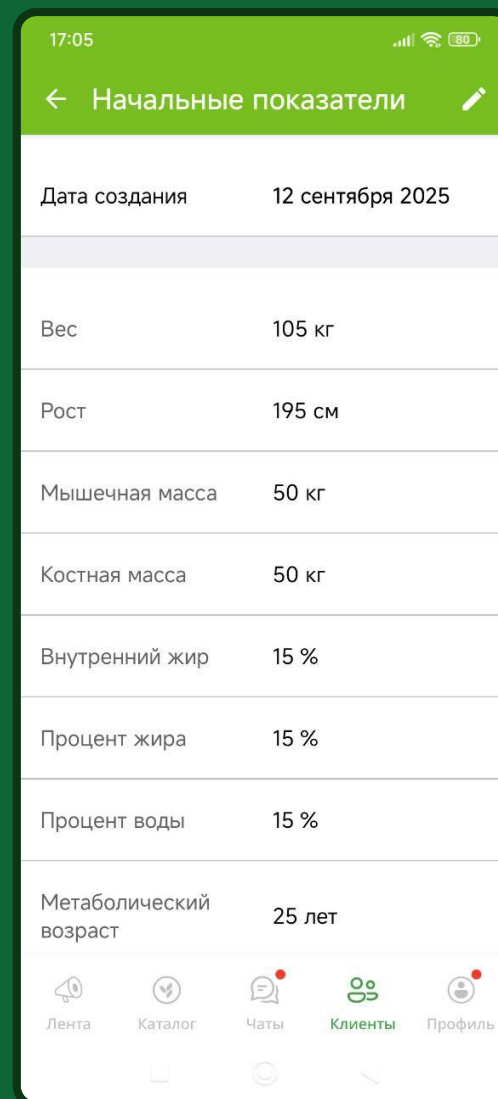 17:05
80
Начальные показатели
Дата создания 12 сентября 2025
Вес 105 кг
Рост 195 см
Мышечная масса 50 кг
Костная масса 50 кг
Внутренний жир 15 %
Процент жира 15 %
Процент воды 15 %
Метаболический
возраст 25 лет
Лента Каталог Чаты Клиенты Профиль